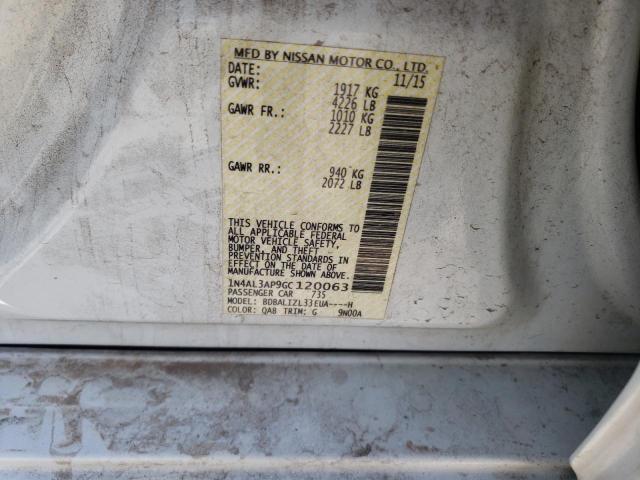 MFD BY NISSAN MOTOR CO., LTD.
DATE: 11/15
GVWR: 1917 KG
4226 LB
GAWR FR.: 1010 KG
2227 LB
GAWR RR.: 940 KG
2072 LB
THIS VEHICLE CONFORMS TO
ALL APPLICABLE FEDERAL
MOTOR VEHICLE SAFETY,
BUMPER, AND THEFT
PREVENTION STANDARDS IN
EFFECT ON THE DATE OF
MANUFACTURE SHOWN ABOVE.
1N4AL3AP9GC120063
PASSENGER CAR 735
MODEL: BDBALIZL33EUA----H
COLOR: QAB TRIM: G 9N00A